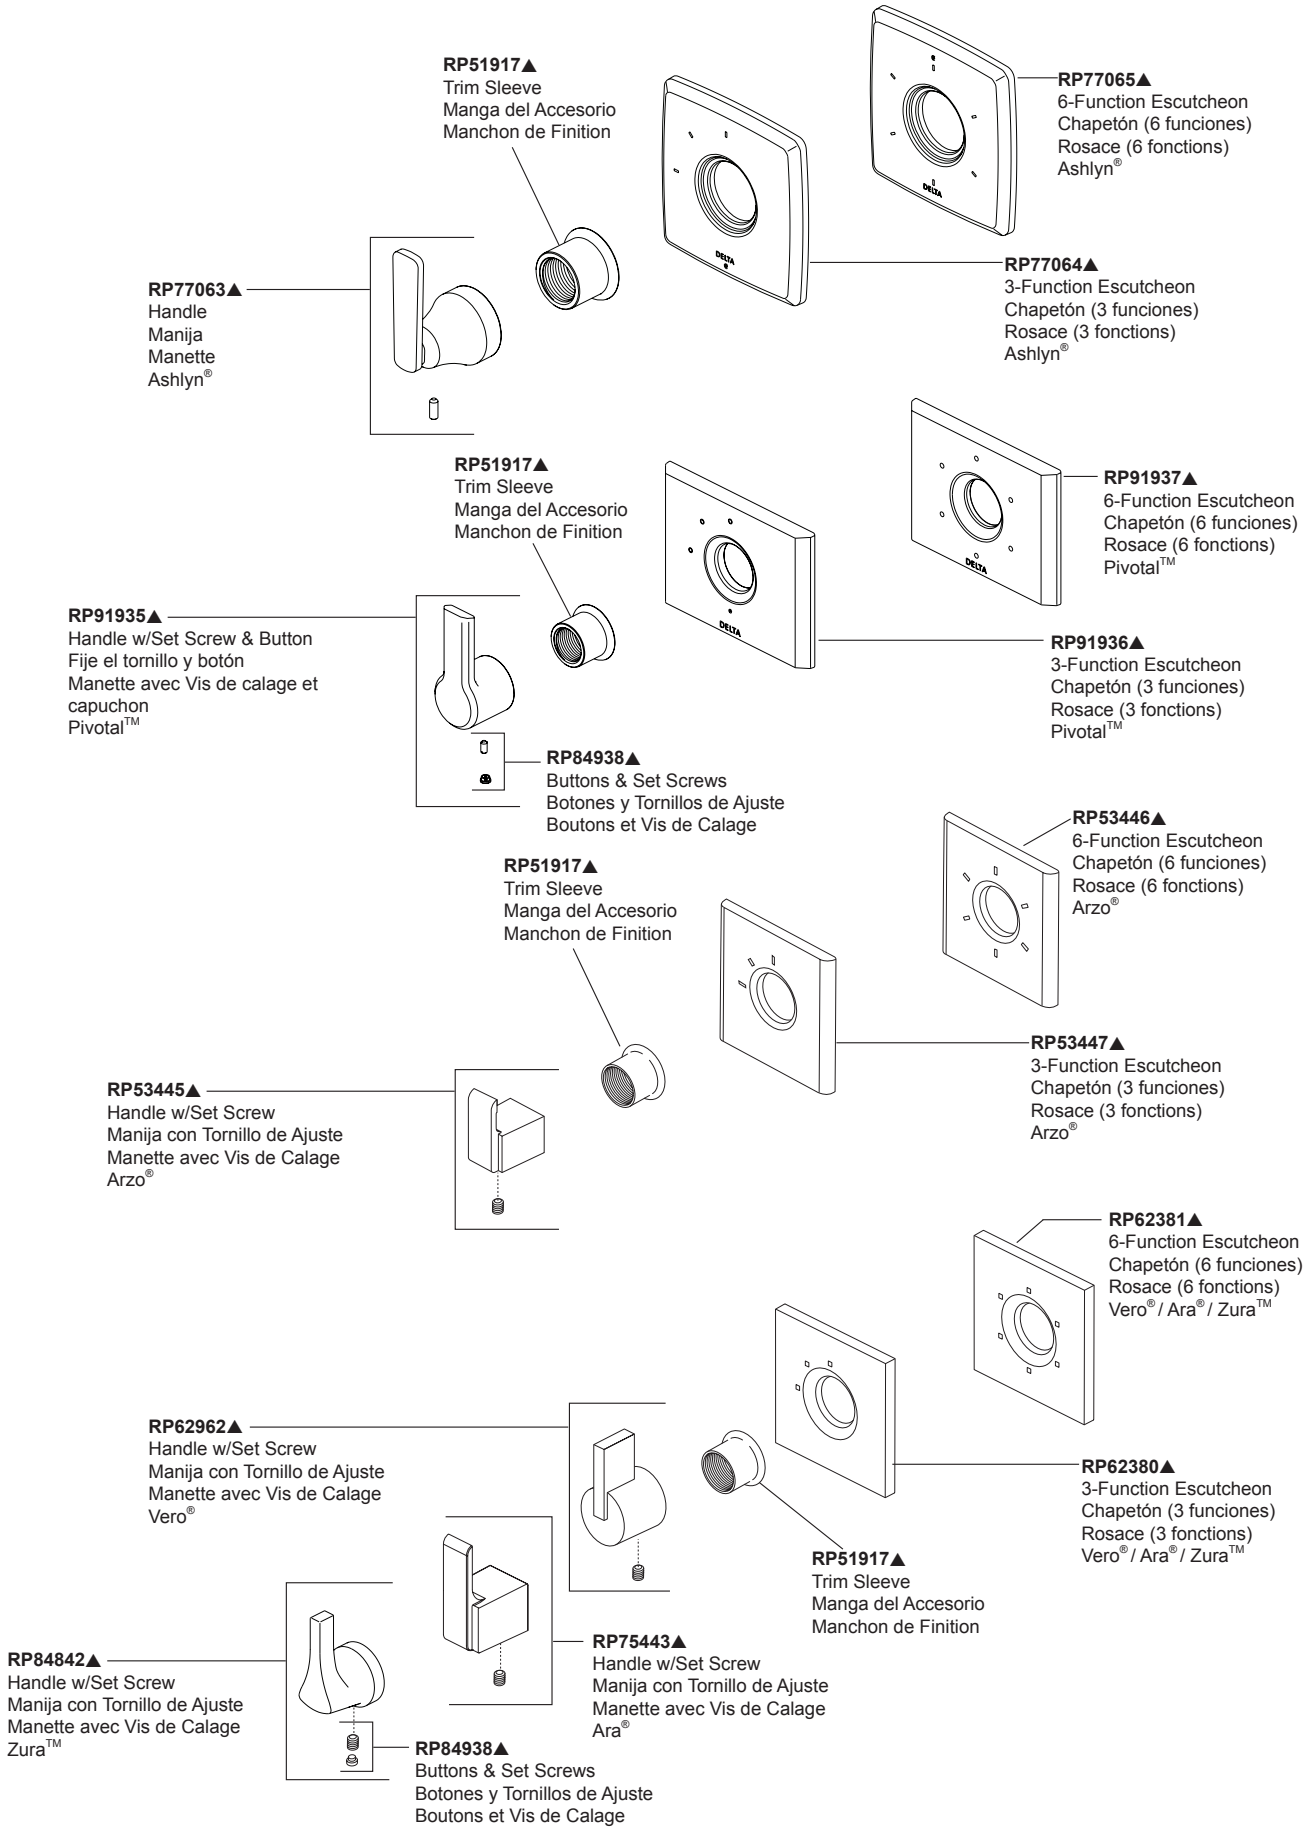 RP51917▲
Trim Sleeve
Manga del Accesorio
Manchon de Finition
RP77065▲
6-Function Escutcheon
Chapetón (6 funciones)
Rosace (6 fonctions)
Ashlyn®
DELTA
DELTA
RP77064▲
3-Function Escutcheon
Chapetón (3 funciones)
Rosace (3 fonctions)
Ashlyn®
RP77063▲
Handle
Manija
Manette
Ashlyn®
RP51917▲
Trim Sleeve
Manga del Accesorio
Manchon de Finition
RP91937▲
6-Function Escutcheon
Chapetón (6 funciones)
Rosace (6 fonctions)
Pivotal™
DELTA
DELTA
RP91935▲
Handle w/Set Screw & Button
Fije el tornillo y botón
Manette avec Vis de calage et
capuchon
Pivotal™
RP91936▲
3-Function Escutcheon
Chapetón (3 funciones)
Rosace (3 fonctions)
Pivotal™
RP84938▲
Buttons & Set Screws
Botones y Tornillos de Ajuste
Boutons et Vis de Calage
RP53446▲
6-Function Escutcheon
Chapetón (6 funciones)
Rosace (6 fonctions)
Arzo®
RP51917▲
Trim Sleeve
Manga del Accesorio
Manchon de Finition
RP53447▲
3-Function Escutcheon
Chapetón (3 funciones)
Rosace (3 fonctions)
Arzo®
RP53445▲
Handle w/Set Screw
Manija con Tornillo de Ajuste
Manette avec Vis de Calage
Arzo®
RP62381▲
6-Function Escutcheon
Chapetón (6 funciones)
Rosace (6 fonctions)
Vero® / Ara® / Zura™
RP62962▲
Handle w/Set Screw
Manija con Tornillo de Ajuste
Manette avec Vis de Calage
Vero®
RP62380▲
3-Function Escutcheon
Chapetón (3 funciones)
Rosace (3 fonctions)
Vero® / Ara® / Zura™
RP51917▲
Trim Sleeve
Manga del Accesorio
Manchon de Finition
RP75443▲
Handle w/Set Screw
Manija con Tornillo de Ajuste
Manette avec Vis de Calage
Ara®
RP84842▲
Handle w/Set Screw
Manija con Tornillo de Ajuste
Manette avec Vis de Calage
Zura™
RP84938▲
Buttons & Set Screws
Botones y Tornillos de Ajuste
Boutons et Vis de Calage